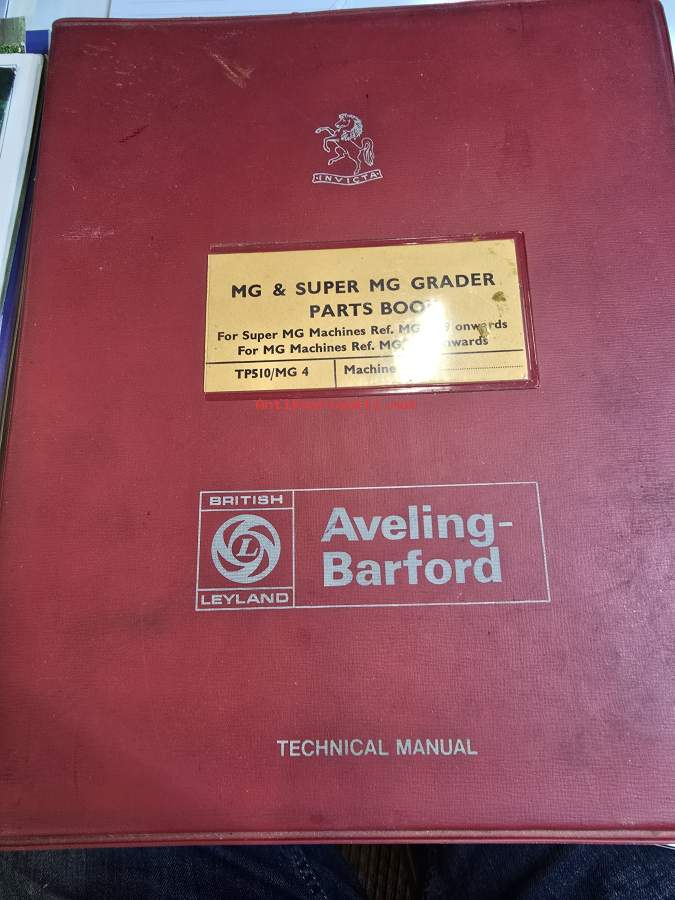 INVICTA
MG & SUPER MG GRADER
PARTS
For Super MG Machines Ref. onwards
For MG Machines Ref.
TP510/MG 4
Machine
BRITISH
L
LEYLAND
Aveling-
Barford
TECHNICAL MANUAL